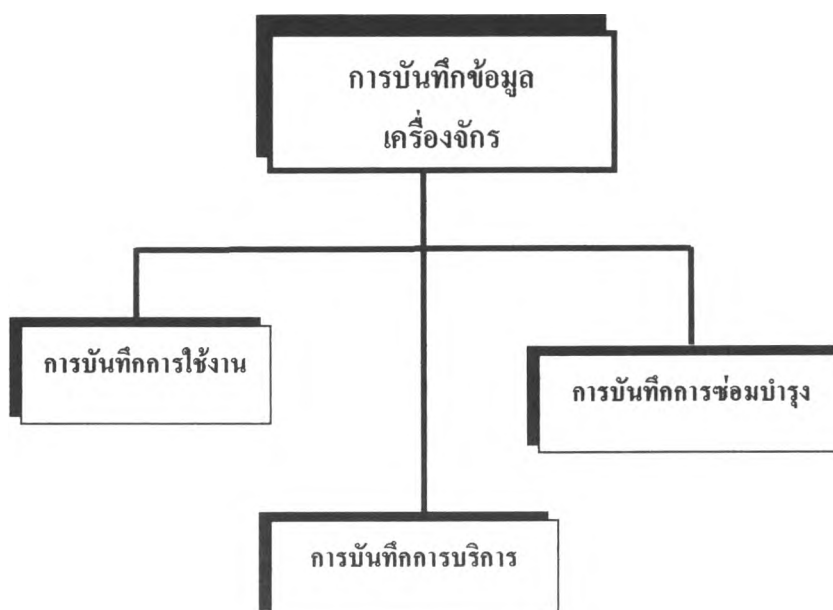 การบันทึกข้อมูล
เครื่องจักร
การบันทึกการใช้งาน
การบันทึกการซ่อมบำรุง
การบันทึกการบริการ